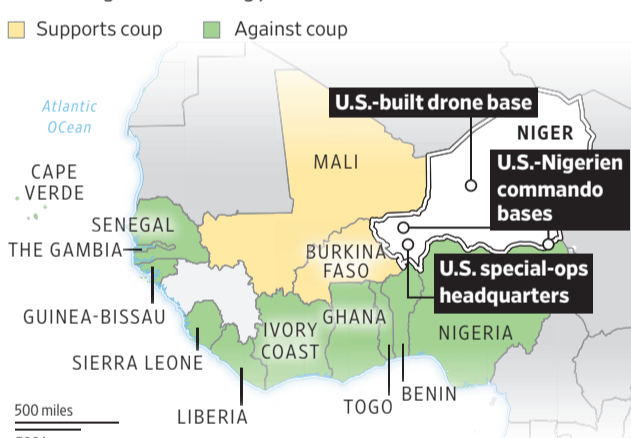 Supports coup
Against coup
Atlantic
OCean
CAPE
VERDE
U.S.-built drone base
NIGER
MALI
U.S.-Nigerien
commando
bases
SENEGAL
THE GAMBIA
BURKINA
FASO
U.S. special-ops
headquarters
GUINEA-BISSAU
GHANA
IVORY
COAST
NIGERIA
SIERRA LEONE
LIBERIA
TOGO
BENIN
500 miles